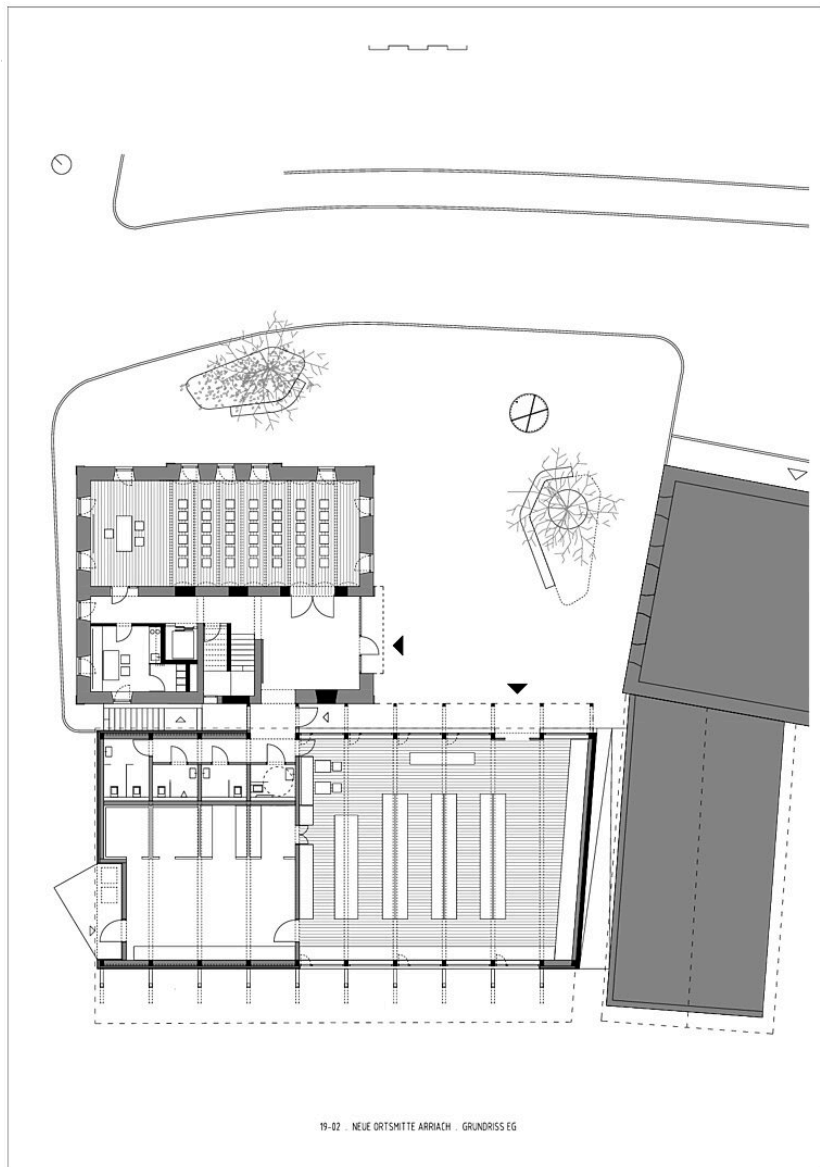 19-02 . NEUE ORTSMITTE ARRIACH . GRUNDRISS EG